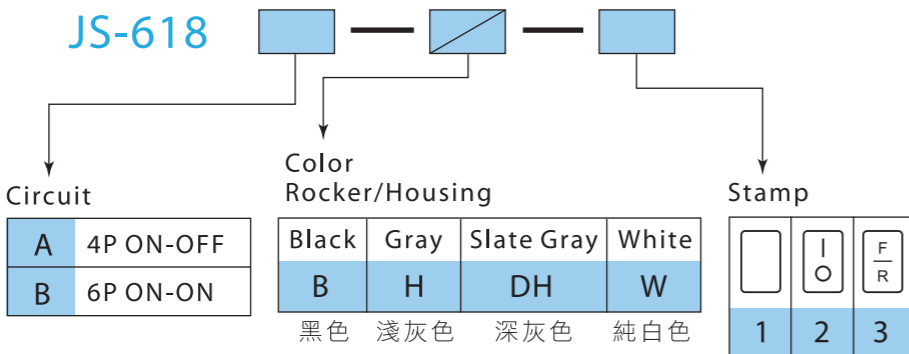 JS-618
Color
Rocker/Housing
Circuit
Stamp
A 4P ON-OFF
B 6P ON-ON
Black Gray Slate Gray White
B H DH W
黑色 淺灰色 深灰色 純白色
| O
F
R
1 2 3